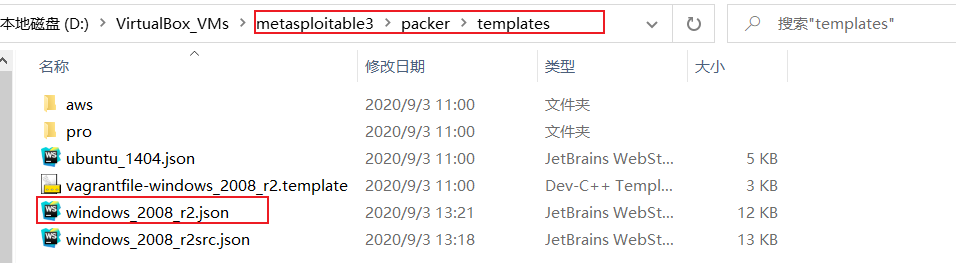 本地磁盘 (D:) > VirtualBox_VMs > metasploitable3 > packer > templates 搜索"templates"
名称 修改日期 类型 大小
aws 2020/9/3 11:00 文件夹
pro 2020/9/3 11:00 文件夹
ubuntu_1404.json 2020/9/3 11:00 JetBrains WebSt... 5 KB
vagrantfile-windows_2008_r2.template 2020/9/3 11:00 Dev-C++ Templ... 3 KB
windows_2008_r2.json 2020/9/3 13:21 JetBrains WebSt... 12 KB
windows_2008_r2src.json 2020/9/3 13:18 JetBrains WebSt... 13 KB